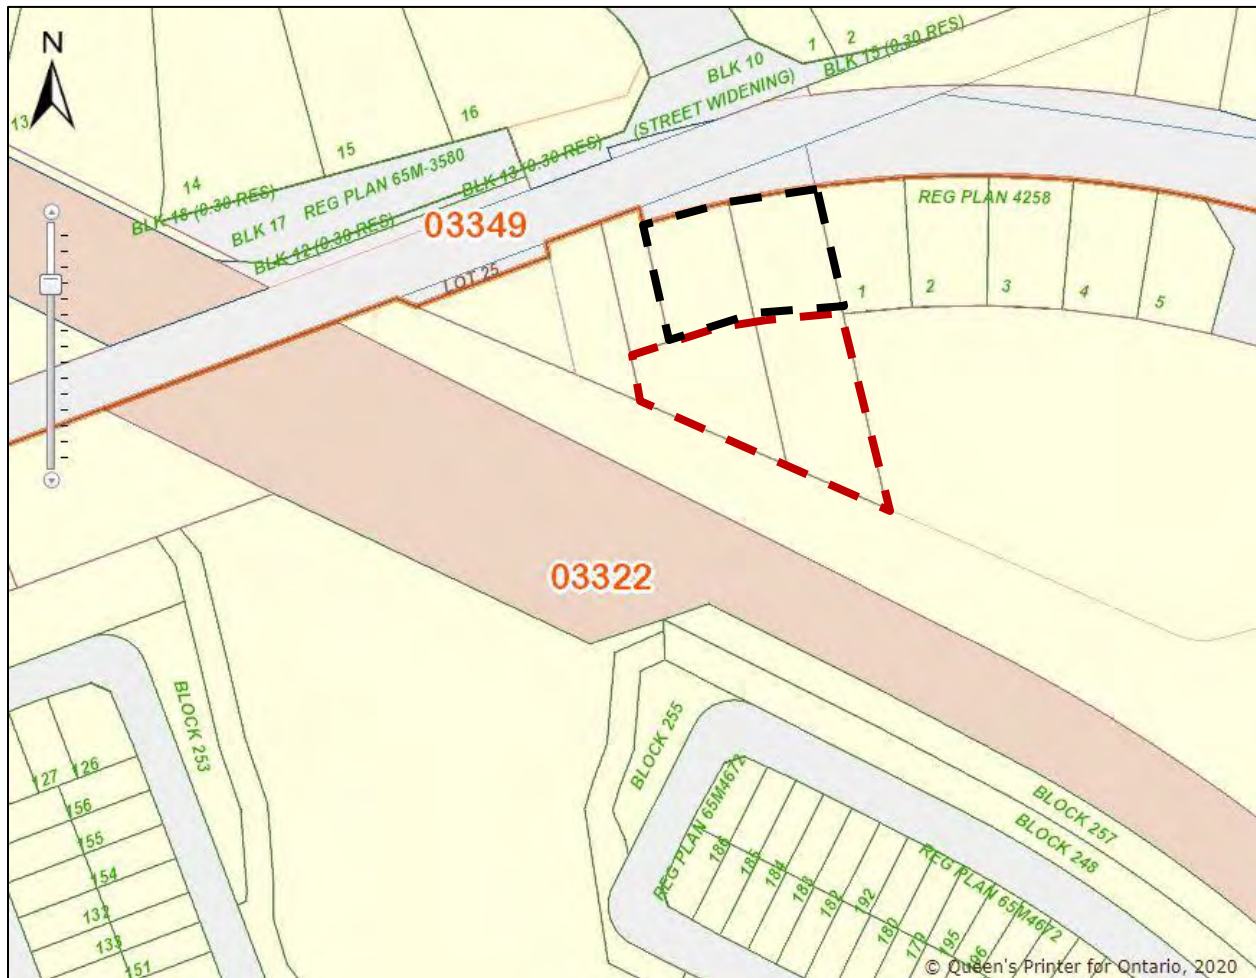 N
1
2
BLK 15 (0.30 RES)
BLK 10
(STREET WIDENING)
13
16
15
14
REG PLAN 65M-3580
BLK 13 (0.30 RES)
BLK 18 (0.30 RES)
BLK 17
BLK 12 (0.30 RES)
03349
LOT 25
REG PLAN 4258
1
2
3
4
5
03322
BLOCK 253
BLOCK 255
127
126
156
155
154
132
133
151
REG PLAN 65M4672
BLOCK 257
BLOCK 248
REG PLAN 65M4672
186
185
184
183
182
192
180
179
195
© Queen's Printer for Ontario, 2020